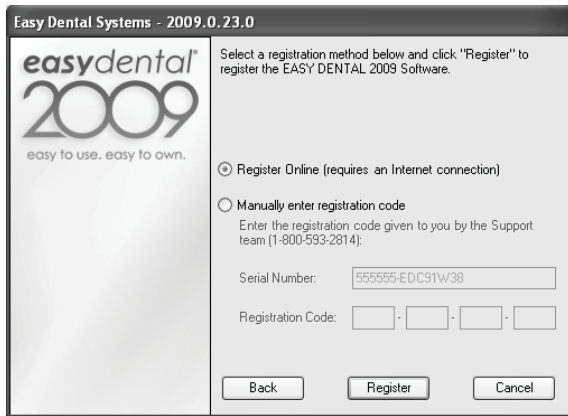 Easy Dental Systems - 2009.0.23.0
easydental®
2009
easy to use. easy to own.
Select a registration method below and click "Register" to
register the EASY DENTAL 2009 Software.
Register Online (requires an Internet connection)
Manually enter registration code
Enter the registration code given to you by the Support
team (1-800-593-2814):
Serial Number: 555555-EDC91W38
Registration Code: - - -
Back Register Cancel